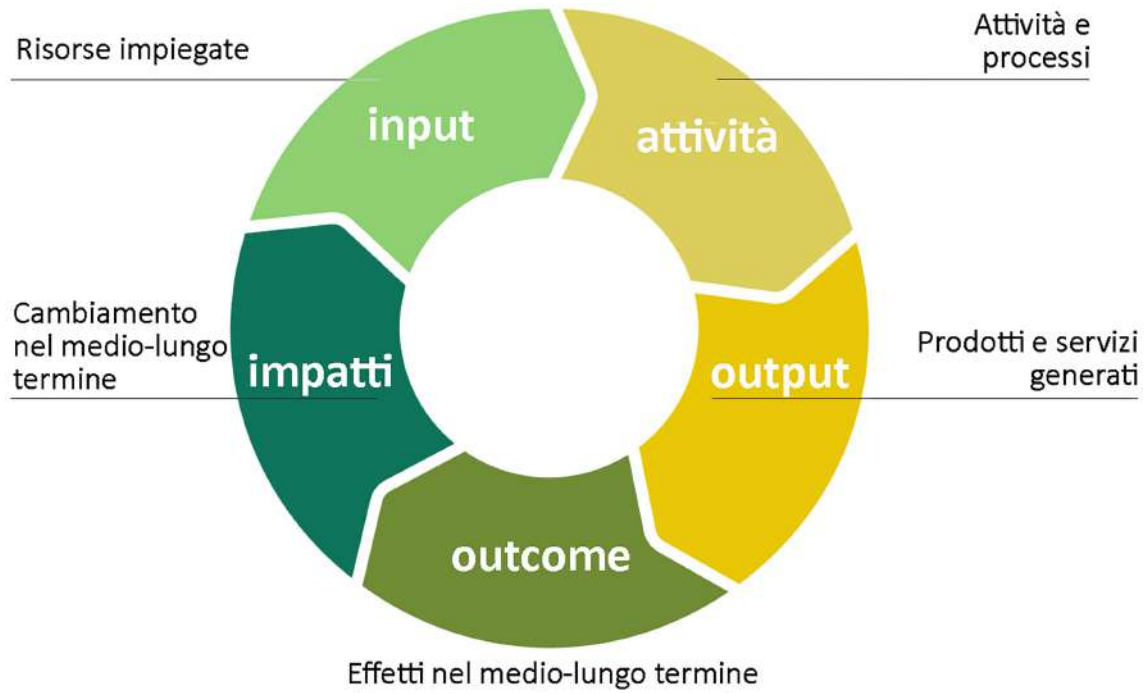 Risorse impiegate
input
Attività e
processi
attività
Prodotti e servizi
generati
output
outcome
Effetti nel medio-lungo termine
Cambiamento
nel medio-lungo
termine
impatti